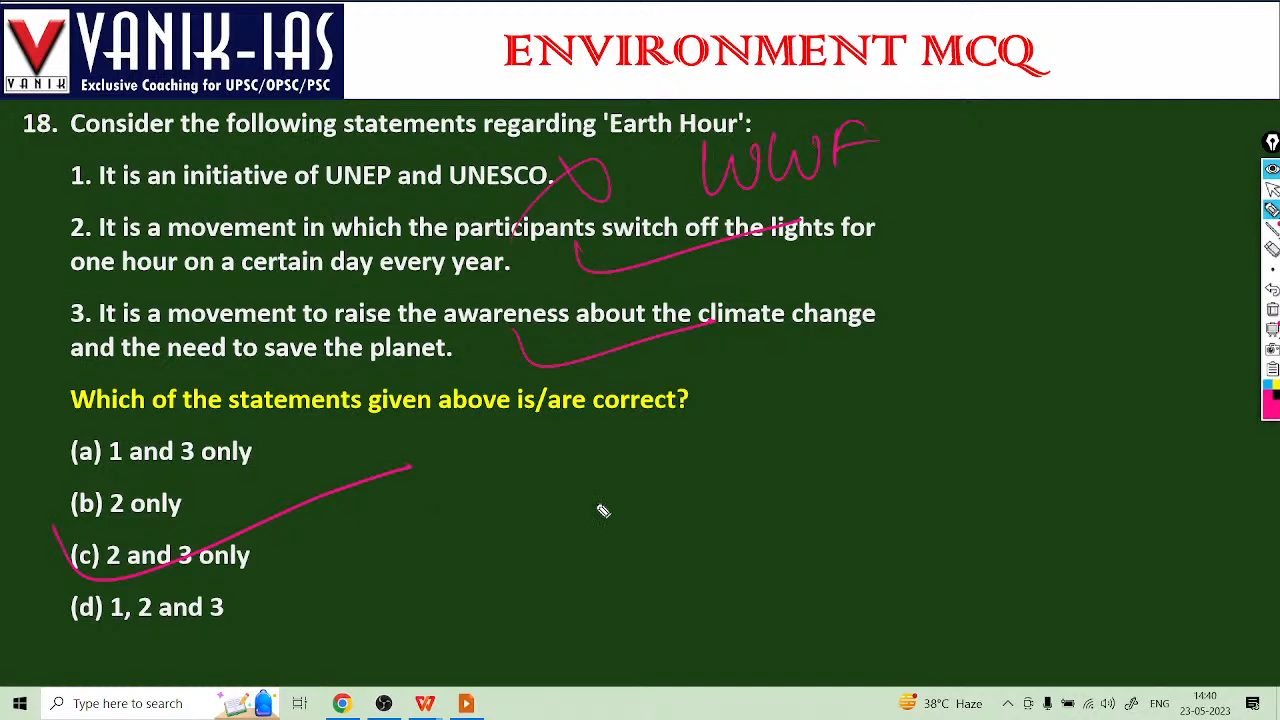 VANIK-IAS
VANIK
Exclusive Coaching for UPSC/OPSC/PSC
ENVIRONMENT MCQ
18. Consider the following statements regarding 'Earth Hour':
WWF
1. It is an initiative of UNEP and UNESCO.
2. It is a movement in which the participants switch off the lights for
one hour on a certain day every year.
3. It is a movement to raise the awareness about the climate change
and the need to save the planet.
Which of the statements given above is/are correct?
(a) 1 and 3 only
(b) 2 only
(c) 2 and 3 only
(d) 1, 2 and 3
Type here to search
38°C Haze
ENG
14:40
23-05-2023